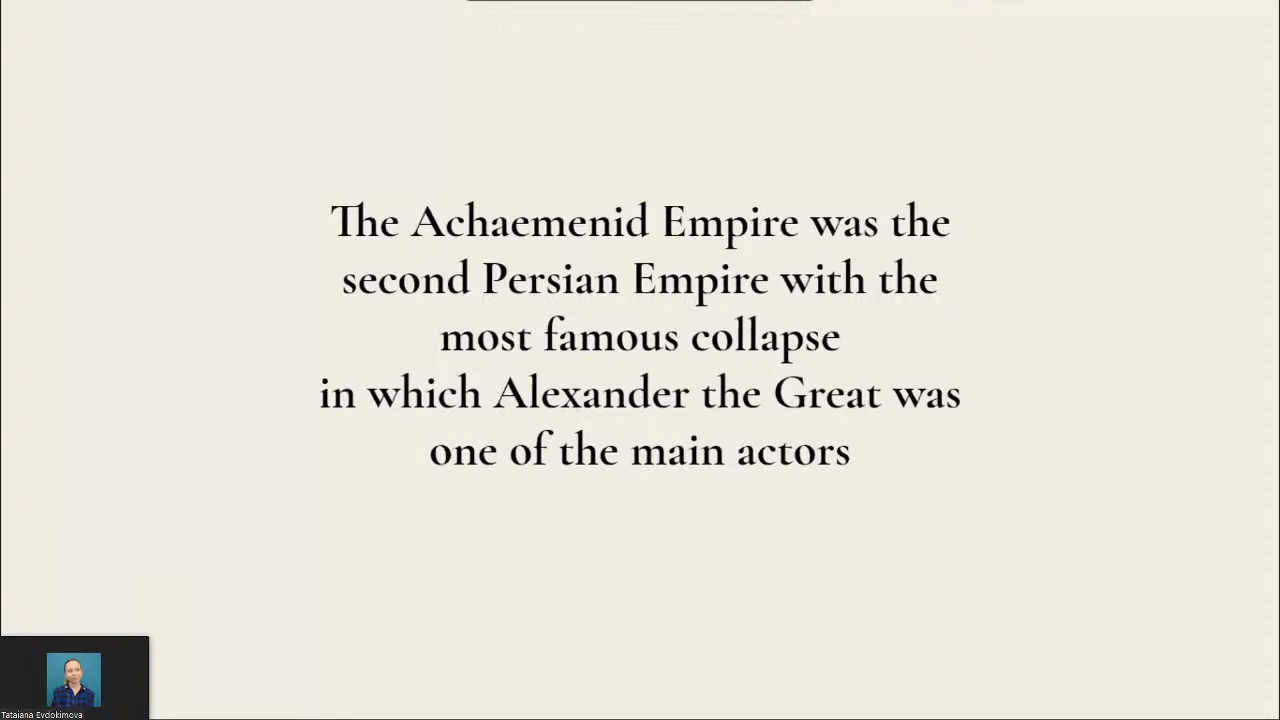 The Achaemenid Empire was the
second Persian Empire with the
most famous collapse
in which Alexander the Great was
one of the main actors
Tataiana Evdokimova